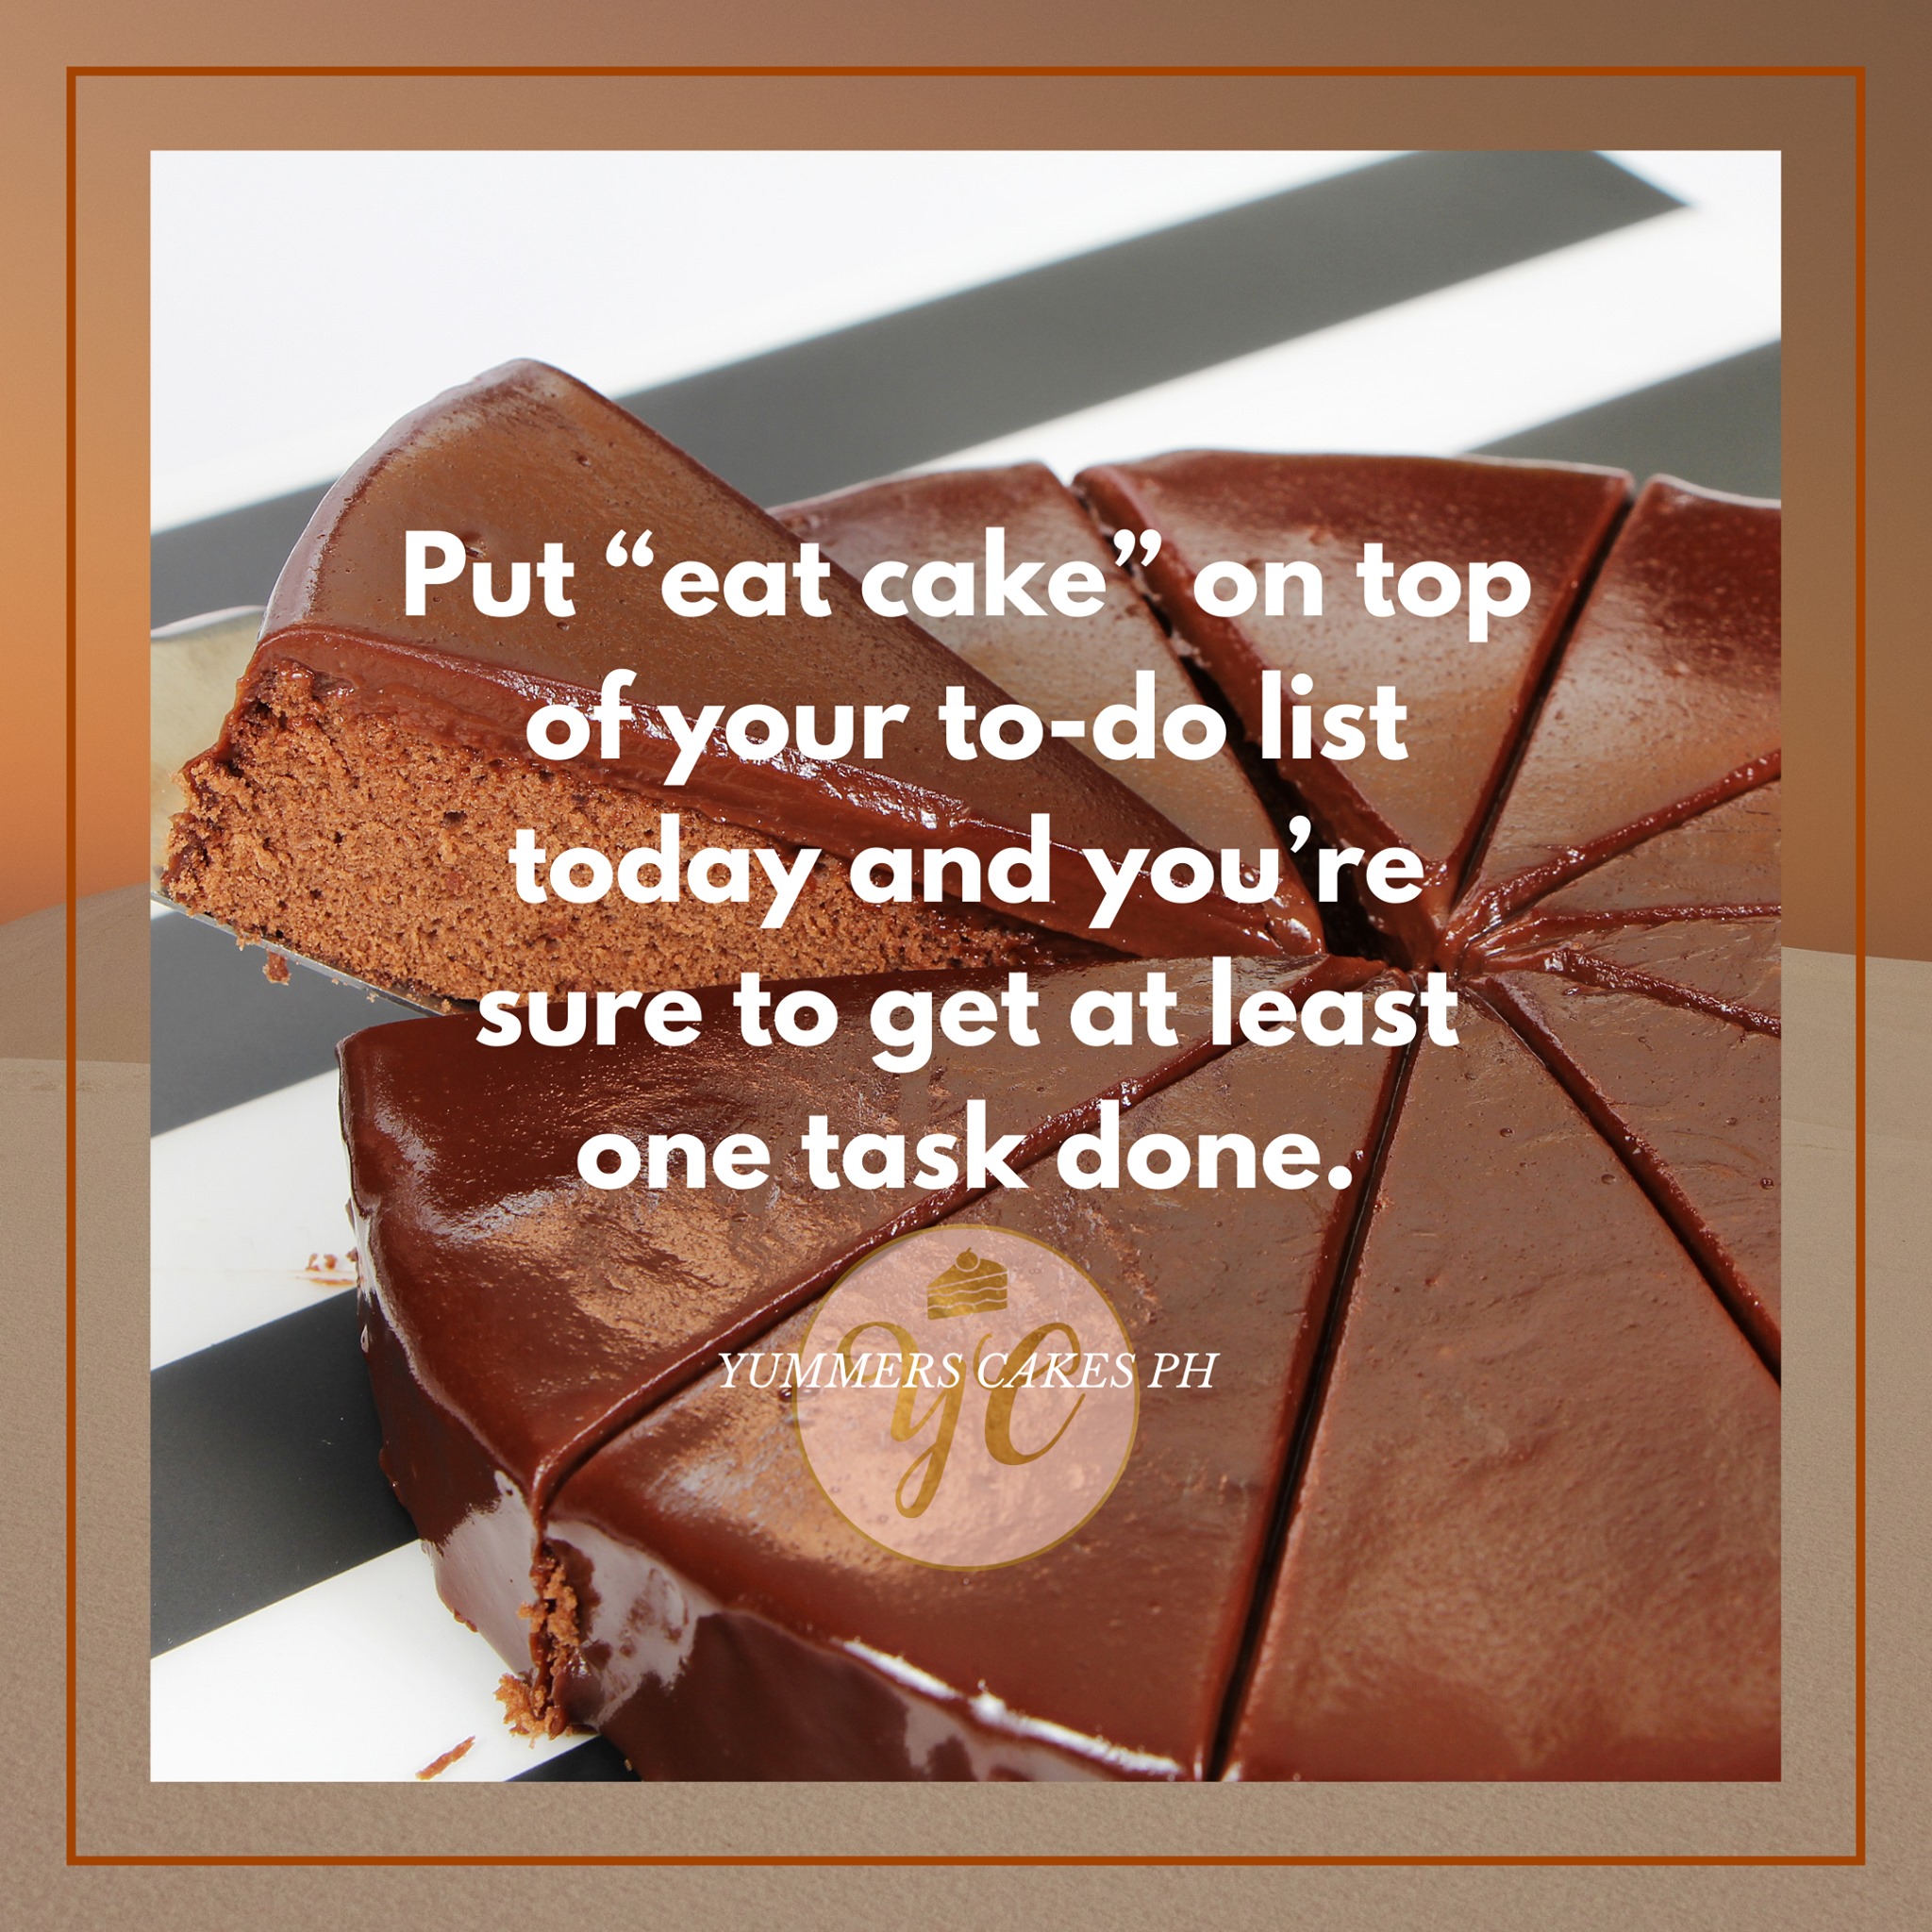 Put “eat cake” on top
of your to-do list
today and you’re
sure to get at least
one task done.
YUMMERS CAKES PH
YC